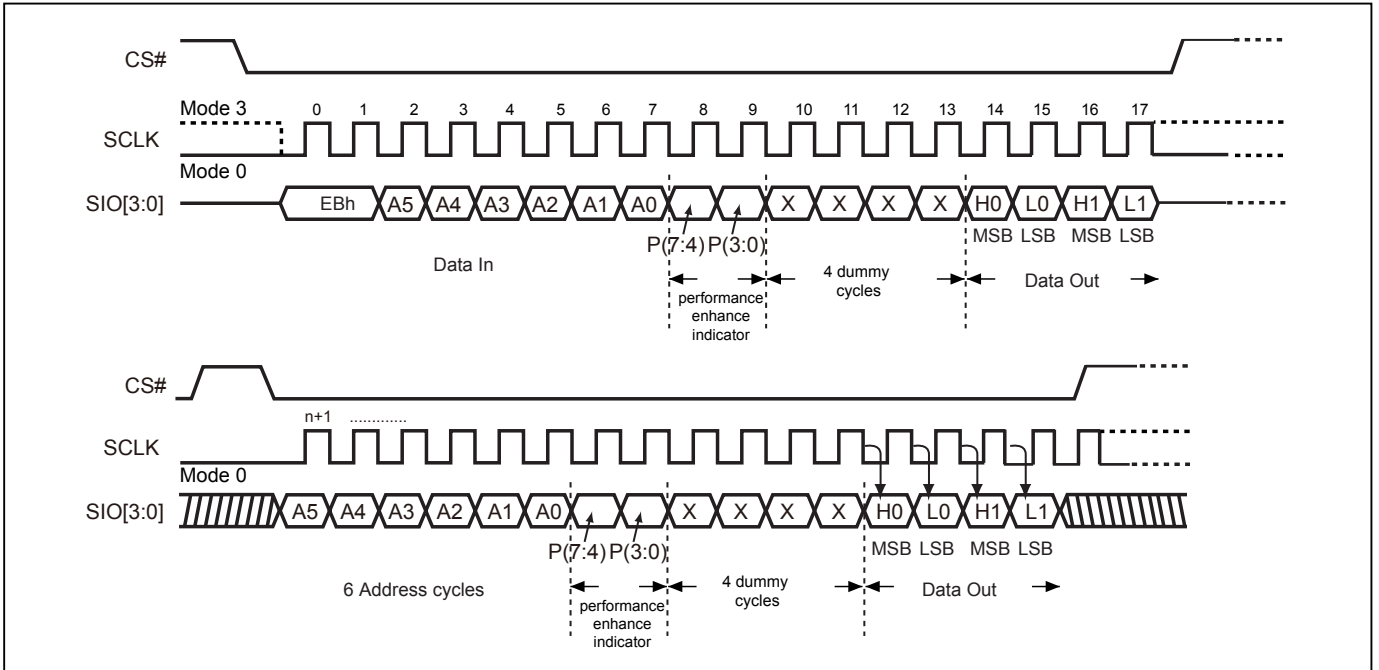 CS#
Mode 3
0 1 2 3 4 5 6 7 8 9 10 11 12 13 14 15 16 17
SCLK
Mode 0
SIO[3:0]
EBh A5 A4 A3 A2 A1 A0 X X X X H0 L0 H1 L1
MSB LSB MSB LSB
P(7:4) P(3:0)
Data In
performance
enhance
indicator
4 dummy
cycles
Data Out
CS#
n+1 .............
SCLK
Mode 0
SIO[3:0]
A5 A4 A3 A2 A1 A0 X X X X H0 L0 H1 L1
P(7:4) P(3:0)
MSB LSB MSB LSB
6 Address cycles
performance
enhance
indicator
4 dummy
cycles
Data Out